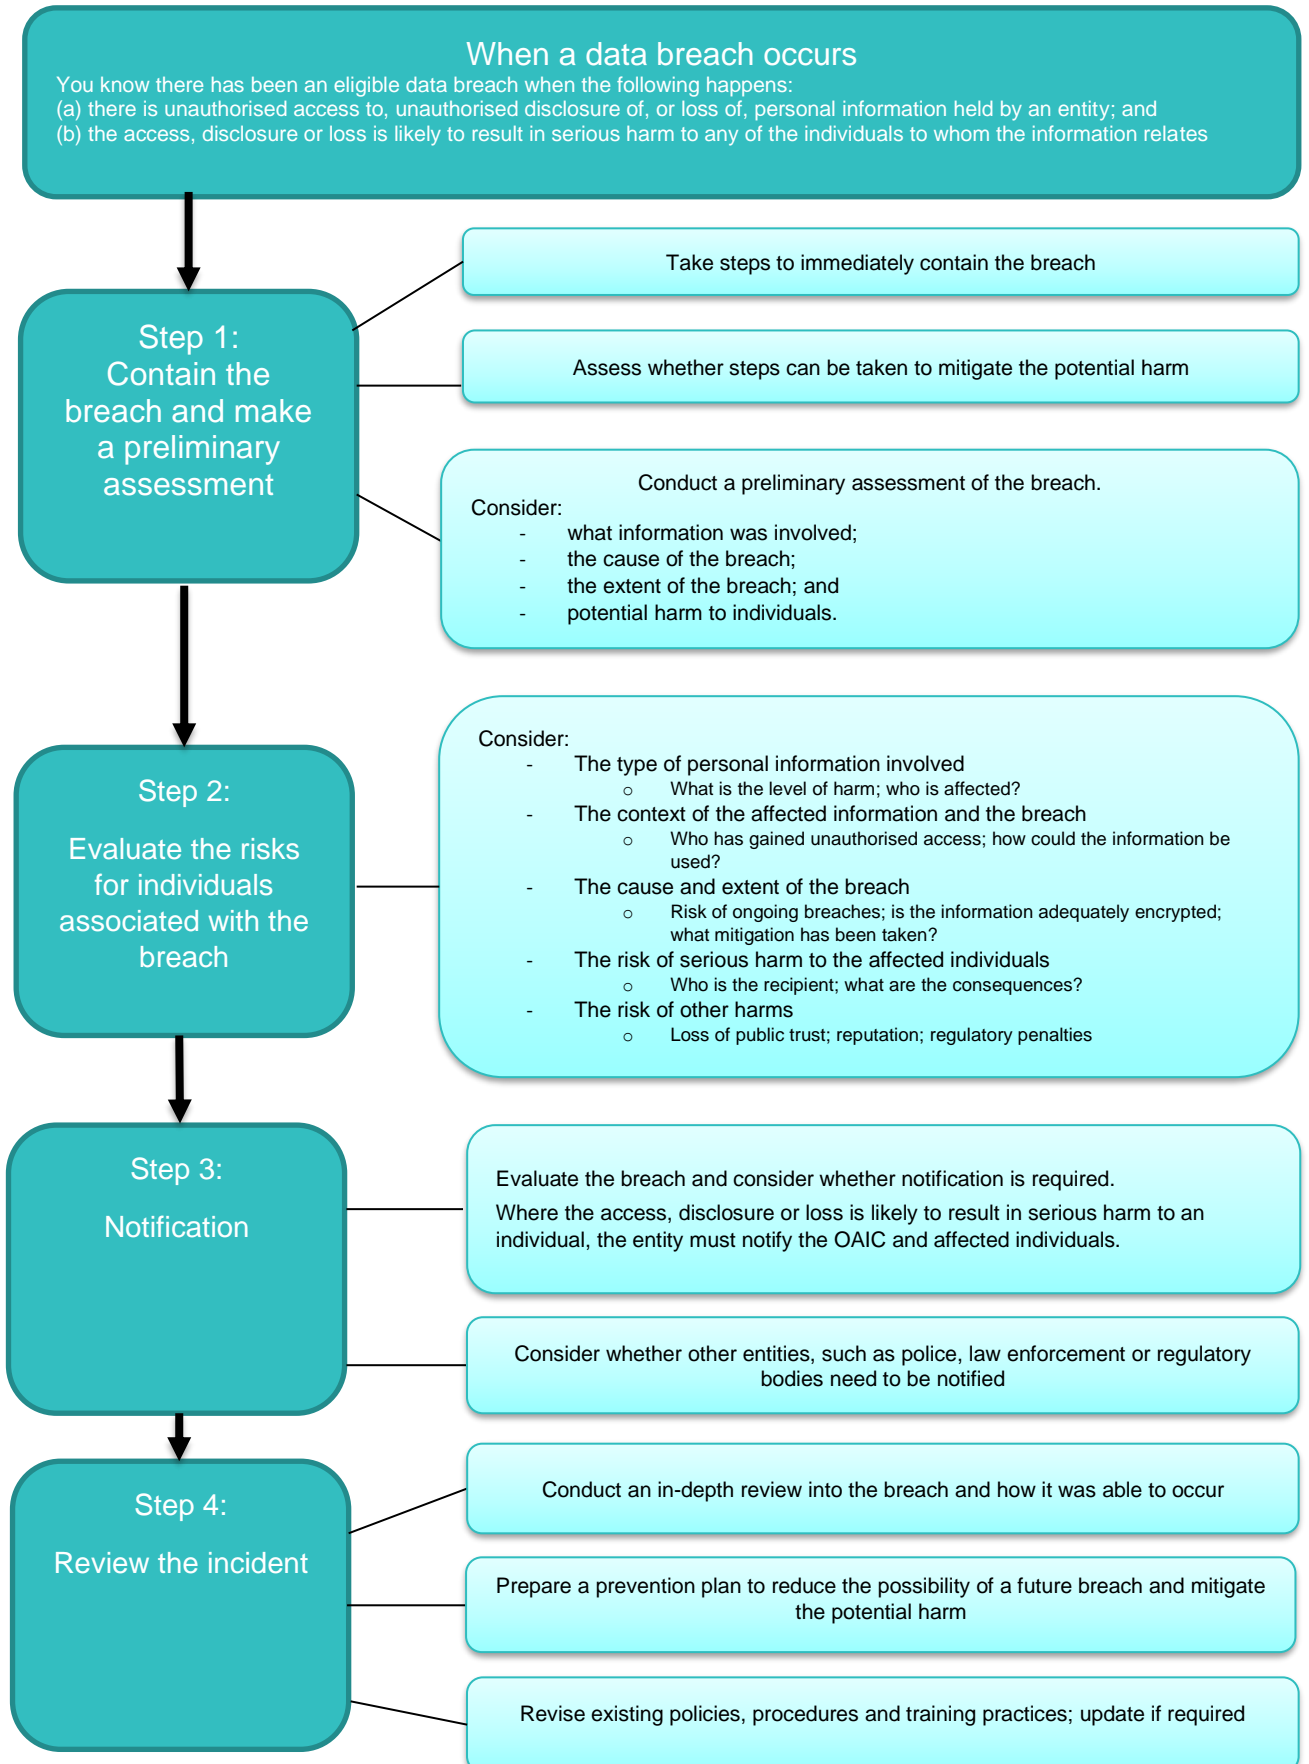 When a data breach occurs
You know there has been an eligible data breach when the following happens:
(a) there is unauthorised access to, unauthorised disclosure of, or loss of, personal information held by an entity; and
(b) the access, disclosure or loss is likely to result in serious harm to any of the individuals to whom the information relates
Step 1:
Contain the
breach and make
a preliminary
assessment
Take steps to immediately contain the breach
Assess whether steps can be taken to mitigate the potential harm
Conduct a preliminary assessment of the breach.
Consider:
- what information was involved;
- the cause of the breach;
- the extent of the breach; and
- potential harm to individuals.
Step 2:
Evaluate the risks
for individuals
associated with the
breach
Consider:
- The type of personal information involved
o What is the level of harm; who is affected?
- The context of the affected information and the breach
o Who has gained unauthorised access; how could the information be
used?
- The cause and extent of the breach
o Risk of ongoing breaches; is the information adequately encrypted;
what mitigation has been taken?
- The risk of serious harm to the affected individuals
o Who is the recipient; what are the consequences?
- The risk of other harms
o Loss of public trust; reputation; regulatory penalties
Step 3:
Notification
Evaluate the breach and consider whether notification is required.
Where the access, disclosure or loss is likely to result in serious harm to an
individual, the entity must notify the OAIC and affected individuals.
Consider whether other entities, such as police, law enforcement or regulatory
bodies need to be notified
Step 4:
Review the incident
Conduct an in-depth review into the breach and how it was able to occur
Prepare a prevention plan to reduce the possibility of a future breach and mitigate
the potential harm
Revise existing policies, procedures and training practices; update if required